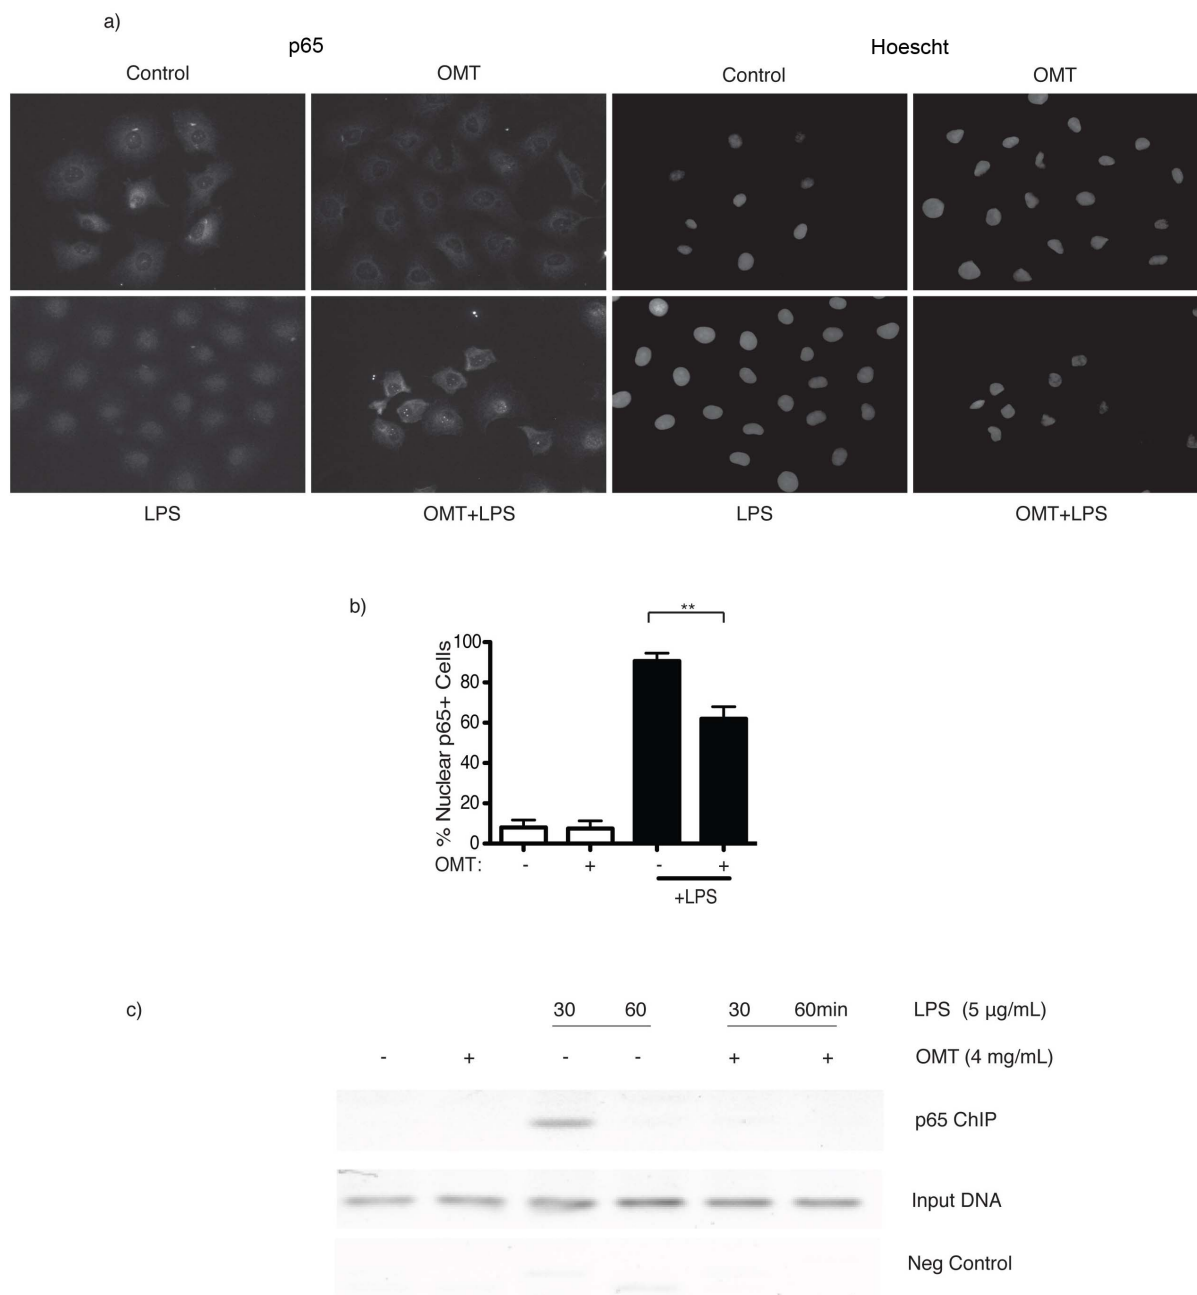 a)
p65 Hoescht
Control OMT Control OMT
LPS OMT+LPS LPS OMT+LPS
b)
**
% Nuclear p65+ Cells
100
80
60
40
20
0
OMT: - + - +
+LPS
c)
30 60 30 60min LPS (5 µg/mL)
- + - - + + OMT (4 mg/mL)
p65 ChIP
Input DNA
Neg Control